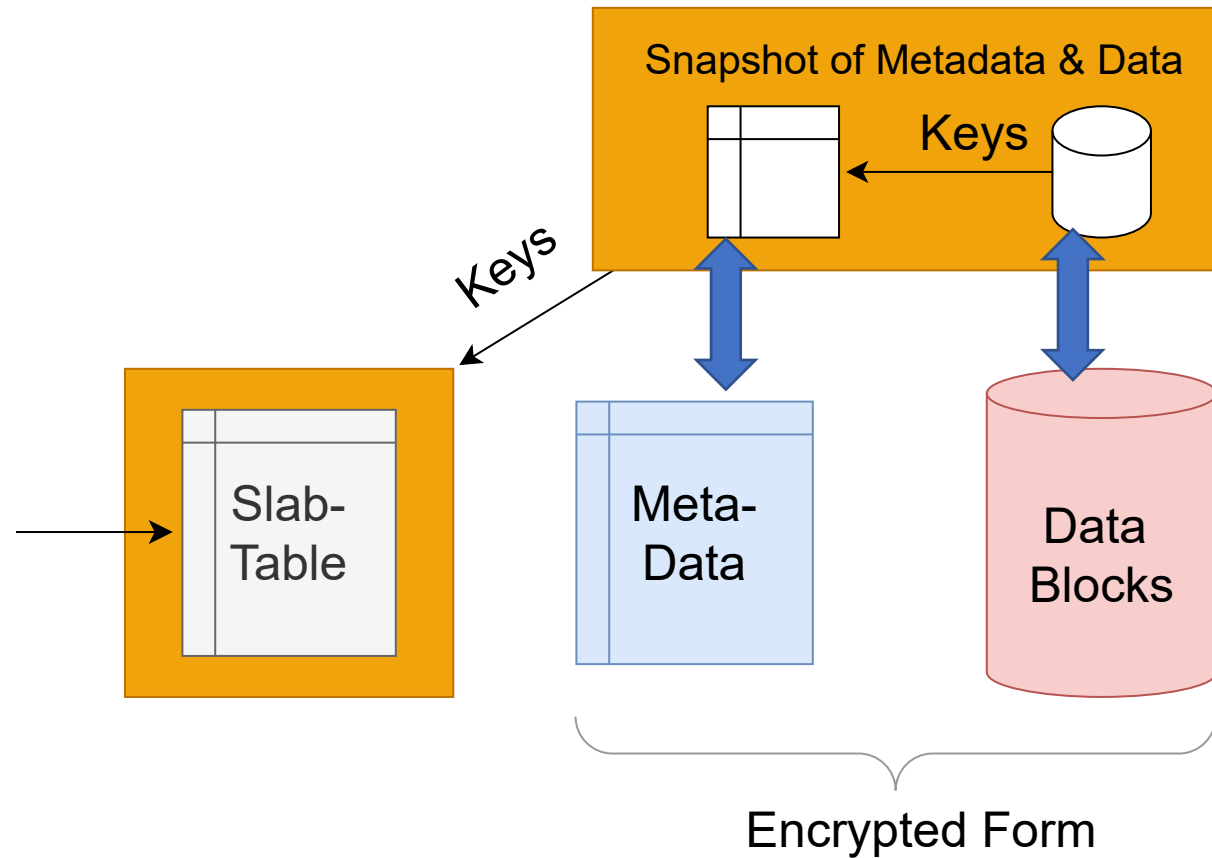 Snapshot of Metadata & Data
Keys
Keys
Slab-
Table
Meta-
Data
Data
Blocks
Encrypted Form